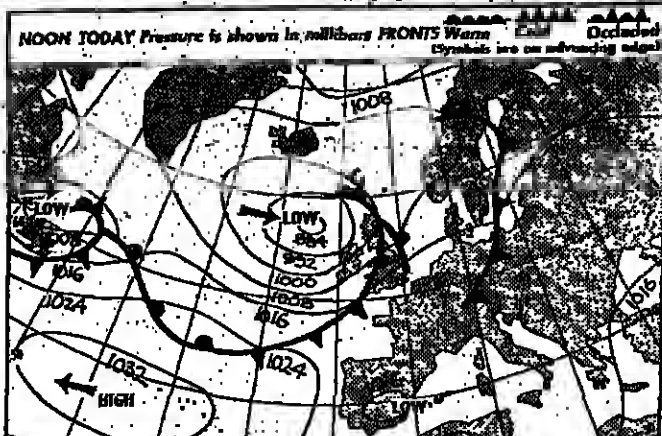 NOON TODAY Pressure is shown in millibars FRONTS Warm Cold Occluded
(Symbols are on advancing edge)
1008
LOW
LOW
984
992
1000
1008
1016
1008
1016
1024
1024
1016
1032
HIGH
LOW